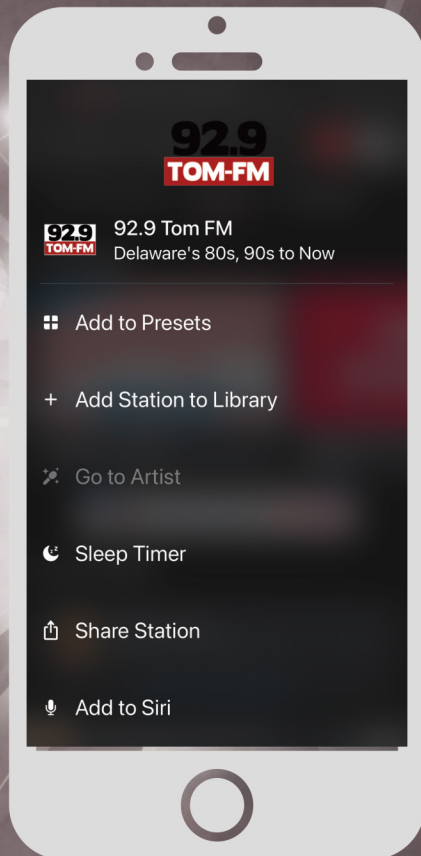 92.9
TOM-FM
92.9
TOM-FM
92.9 Tom FM
Delaware's 80s, 90s to Now
Add to Presets
Add Station to Library
Go to Artist
Sleep Timer
Share Station
Add to Siri